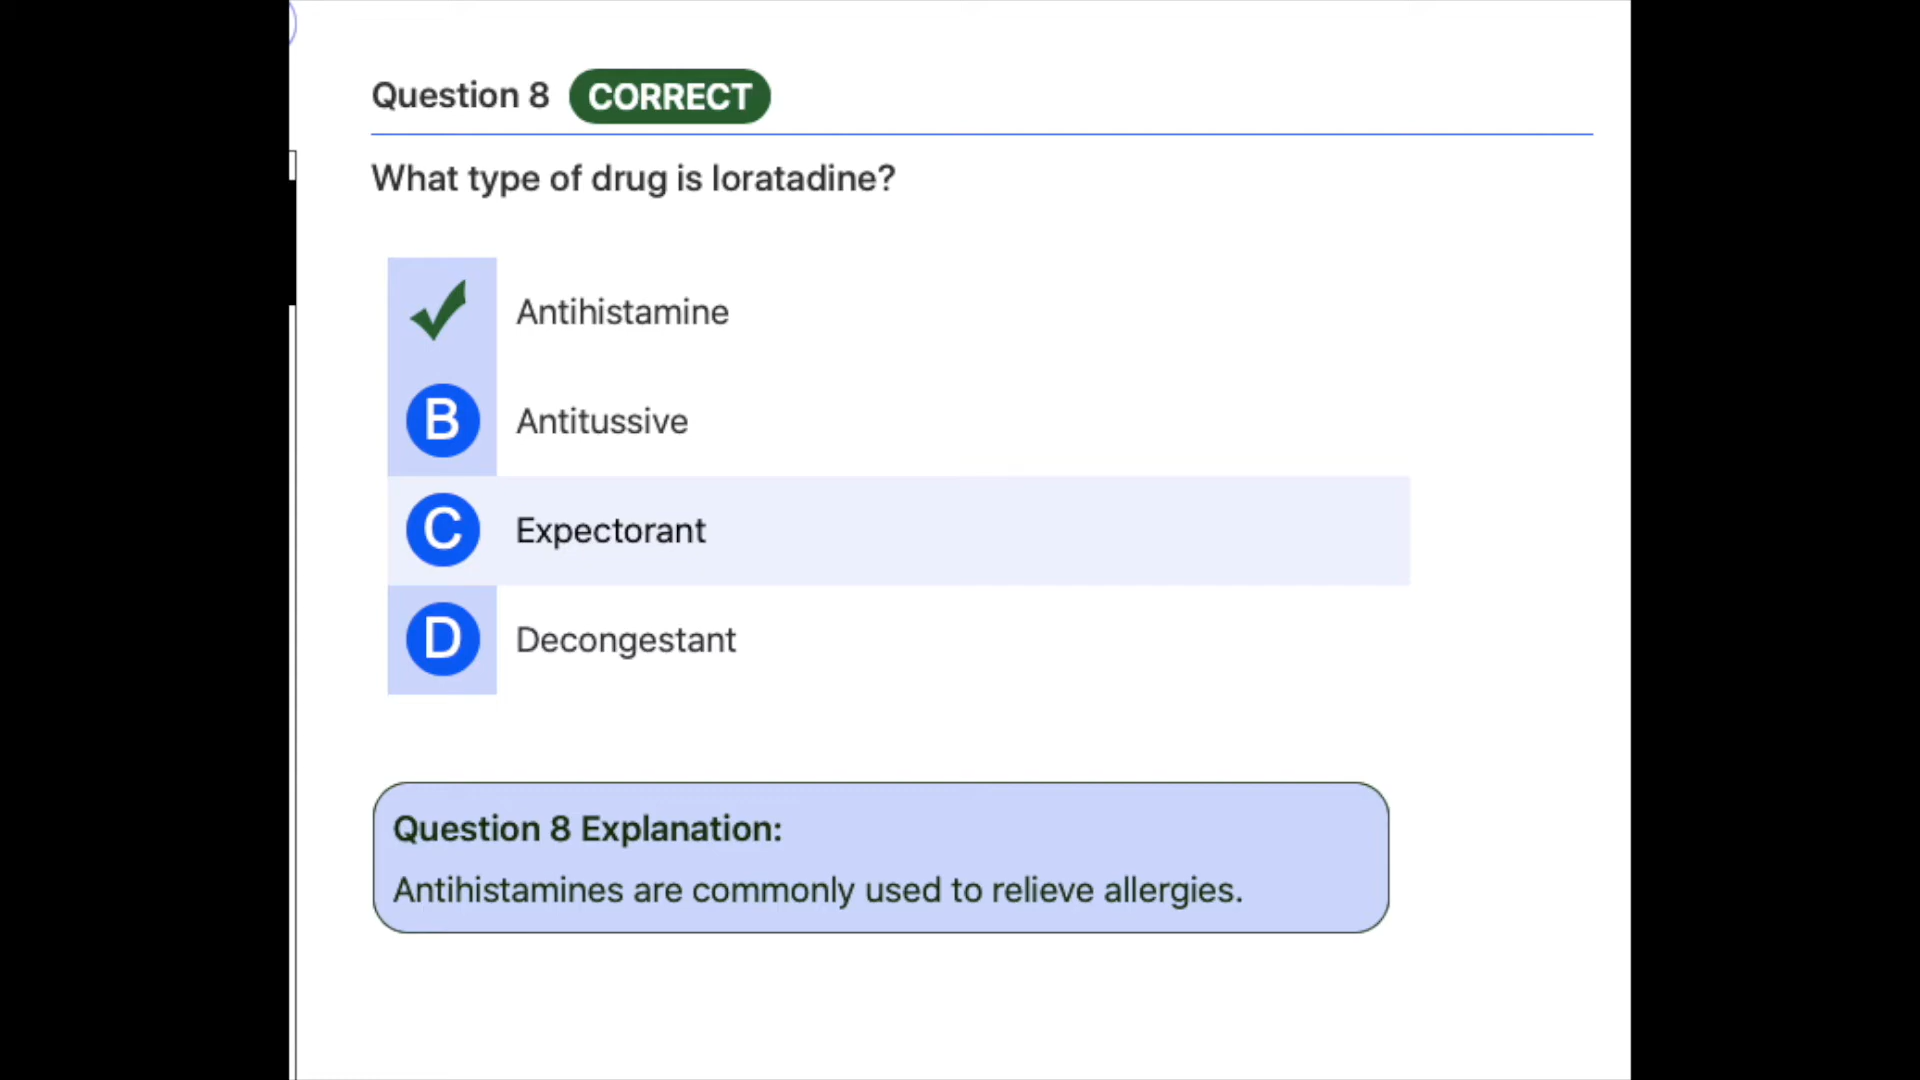 Question 8 CORRECT
What type of drug is loratadine?
Antihistamine
B Antitussive
C Expectorant
D Decongestant
Question 8 Explanation:
Antihistamines are commonly used to relieve allergies.